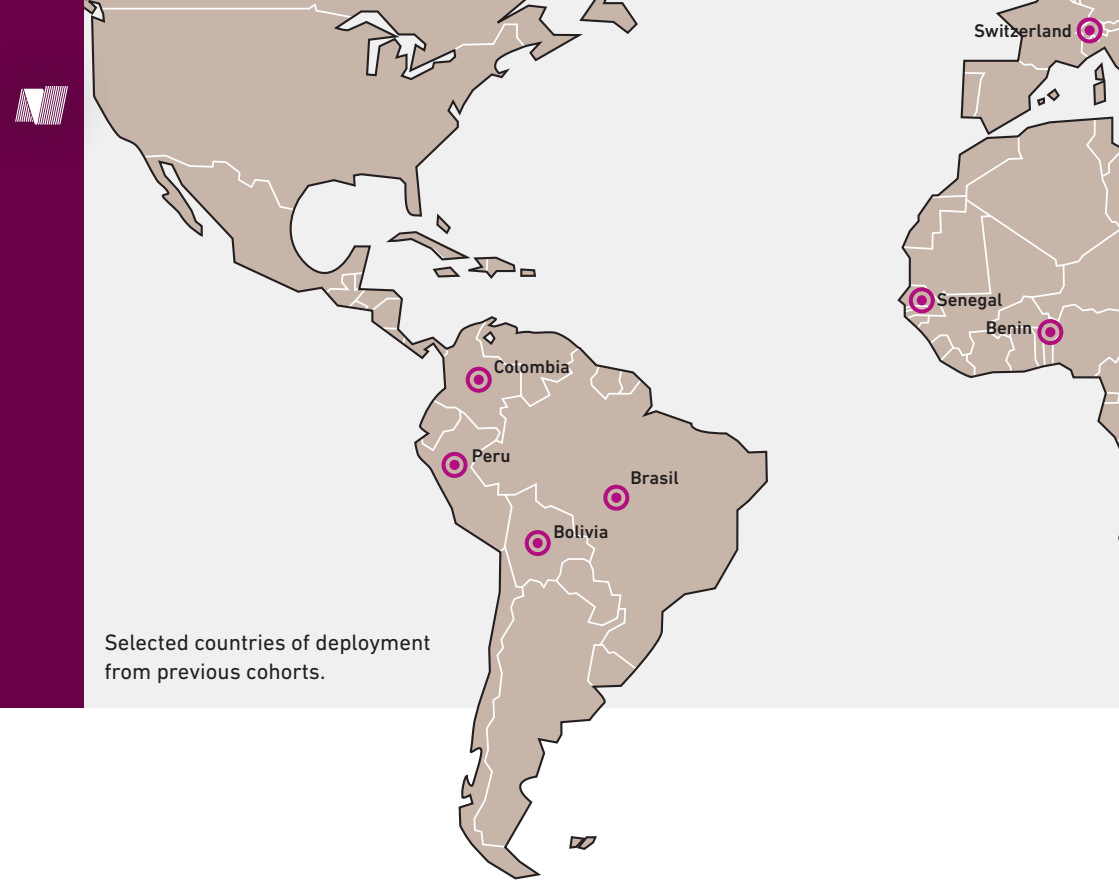 Switzerland
Senegal
Benin
Colombia
Peru
Brasil
Bolivia
Selected countries of deployment
from previous cohorts.